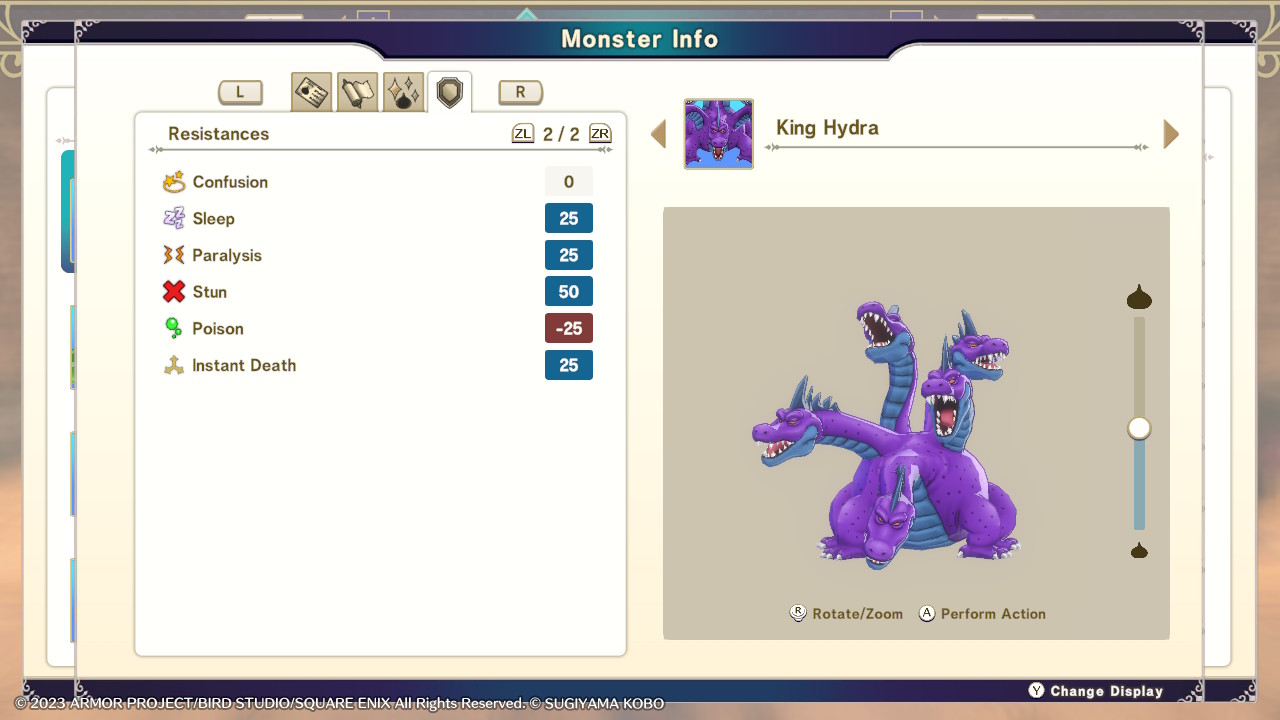 Monster Info
L
R
Resistances
ZL 2 / 2 ZR
King Hydra
Confusion 0
Sleep 25
Paralysis 25
Stun 50
Poison -25
Instant Death 25
R Rotate/Zoom A Perform Action
Y Change Display
© 2023 ARMOR PROJECT/BIRD STUDIO/SQUARE ENIX All Rights Reserved. © SUGIYAMA KOBO